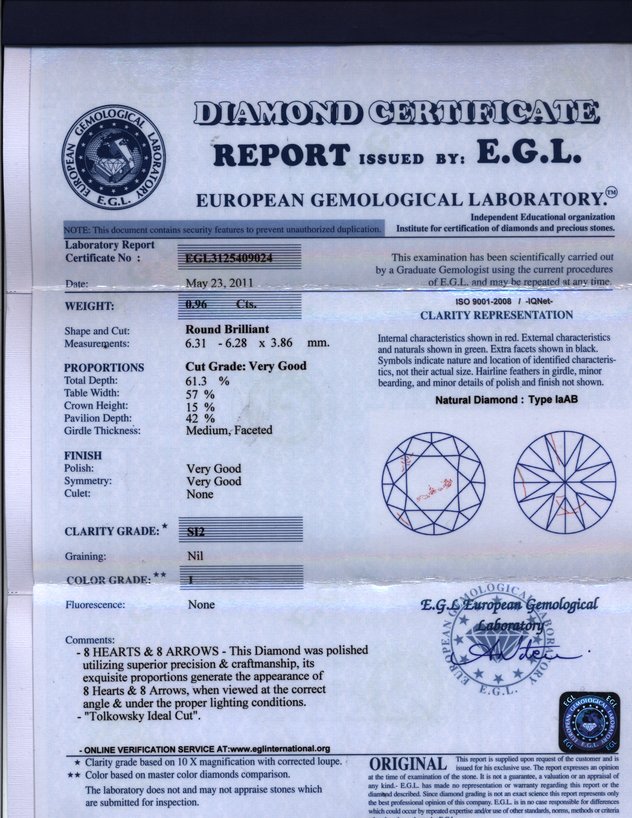 EUROPEAN GEMOLOGICAL LABORATORY
E.G.L.
DIAMOND CERTIFICATE
REPORT ISSUED BY: E.G.L.
EUROPEAN GEMOLOGICAL LABORATORY.™
Independent Educational organization
Institute for certification of diamonds and precious stones.
NOTE: This document contains security features to prevent unauthorized duplication.
Laboratory Report
Certificate No : EGL3125409024
Date: May 23, 2011
This examination has been scientifically carried out
by a Graduate Gemologist using the current procedures
of E.G.L. and may be repeated at any time.
WEIGHT: 0.96 Cts.
Shape and Cut: Round Brilliant
Measurements: 6.31 - 6.28 x 3.86 mm.
PROPORTIONS Cut Grade: Very Good
Total Depth: 61.3 %
Table Width: 57 %
Crown Height: 15 %
Pavilion Depth: 42 %
Girdle Thickness: Medium, Faceted
FINISH
Polish: Very Good
Symmetry: Very Good
Culet: None
CLARITY GRADE: * SI2
Graining: Nil
COLOR GRADE: ** I
Fluorescence: None
ISO 9001-2008 / -IQNet-
CLARITY REPRESENTATION
Internal characteristics shown in red. External characteristics
and naturals shown in green. Extra facets shown in black.
Symbols indicate nature and location of identified characteris-
tics, not their actual size. Hairline feathers in girdle, minor
bearding, and minor details of polish and finish not shown.
Natural Diamond : Type IaAB
E.G.L European Gemological
Laboratory
EUROPEAN GEMOLOGICAL LABORATORY
E.G.L.
Comments:
- 8 HEARTS & 8 ARROWS - This Diamond was polished
utilizing superior precision & craftmanship, its
exquisite proportions generate the appearance of
8 Hearts & 8 Arrows, when viewed at the correct
angle & under the proper lighting conditions.
- "Tolkowsky Ideal Cut".
- ONLINE VERIFICATION SERVICE AT:www.eglinternational.org
* Clarity grade based on 10 X magnification with corrected loupe.
** Color based on master color diamonds comparison.
The laboratory does not and may not appraise stones which
are submitted for inspection.
ORIGINAL This report is supplied upon request of the customer and is
issued for his exclusive use. The report expresses an opinion
at the time of examination of the stone. It is not a guarantee, a valuation or an appraisal of
any kind.- E.G.L. has made no representation or warranty regarding this report or the
diamond described. Since diamond grading is not an exact science this report represents only
the best professional opinion of this company. E.G.L. is in no case responsible for differences
which could occur by repeated expertise and/or use of other standards, norms, methods or criteria